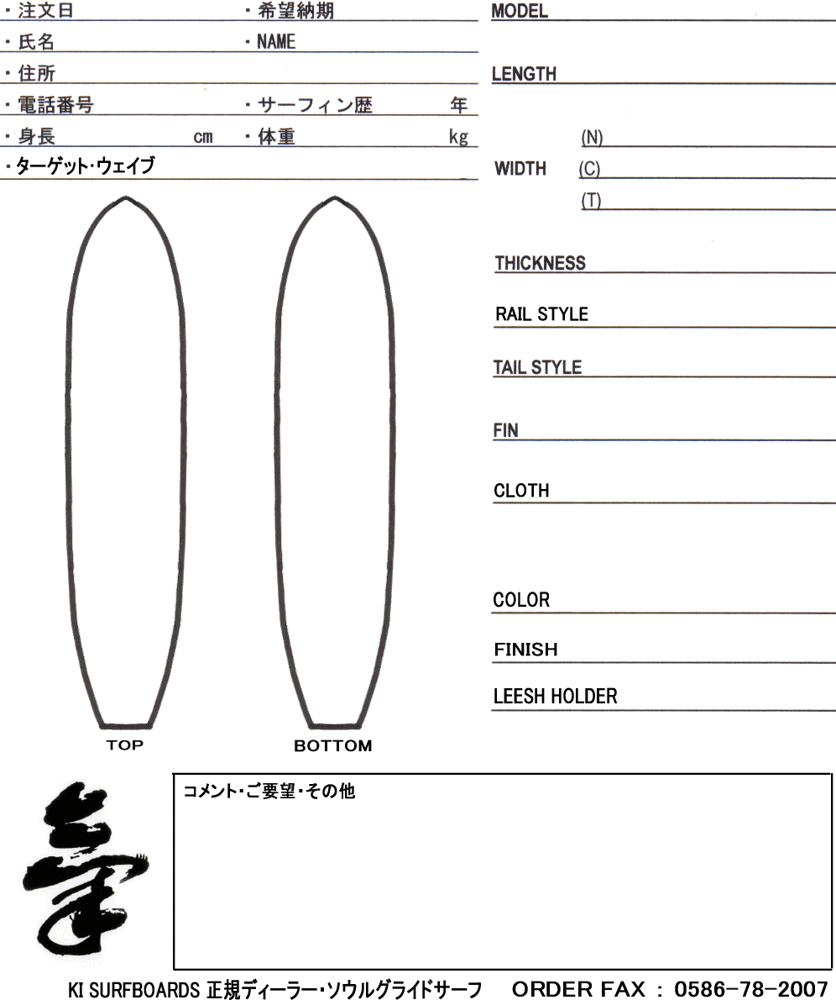 ・注文日 ・希望納期
・氏名 ・NAME
・住所
・電話番号 ・サーフィン歴 年
・身長 cm ・体重 kg
・ターゲット・ウェイブ
MODEL
LENGTH
(N)
WIDTH (C)
(T)
THICKNESS
RAIL STYLE
TAIL STYLE
FIN
CLOTH
COLOR
FINISH
LEESH HOLDER
TOP BOTTOM
コメント・ご要望・その他
氣
KI SURFBOARDS 正規ディーラー・ソウルグライドサーフ ORDER FAX : 0586-78-2007